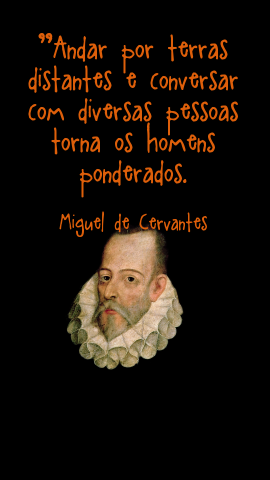 "Andar por terras
distantes e conversar
com diversas pessoas
torna os homens
ponderados.
Miguel de Cervantes